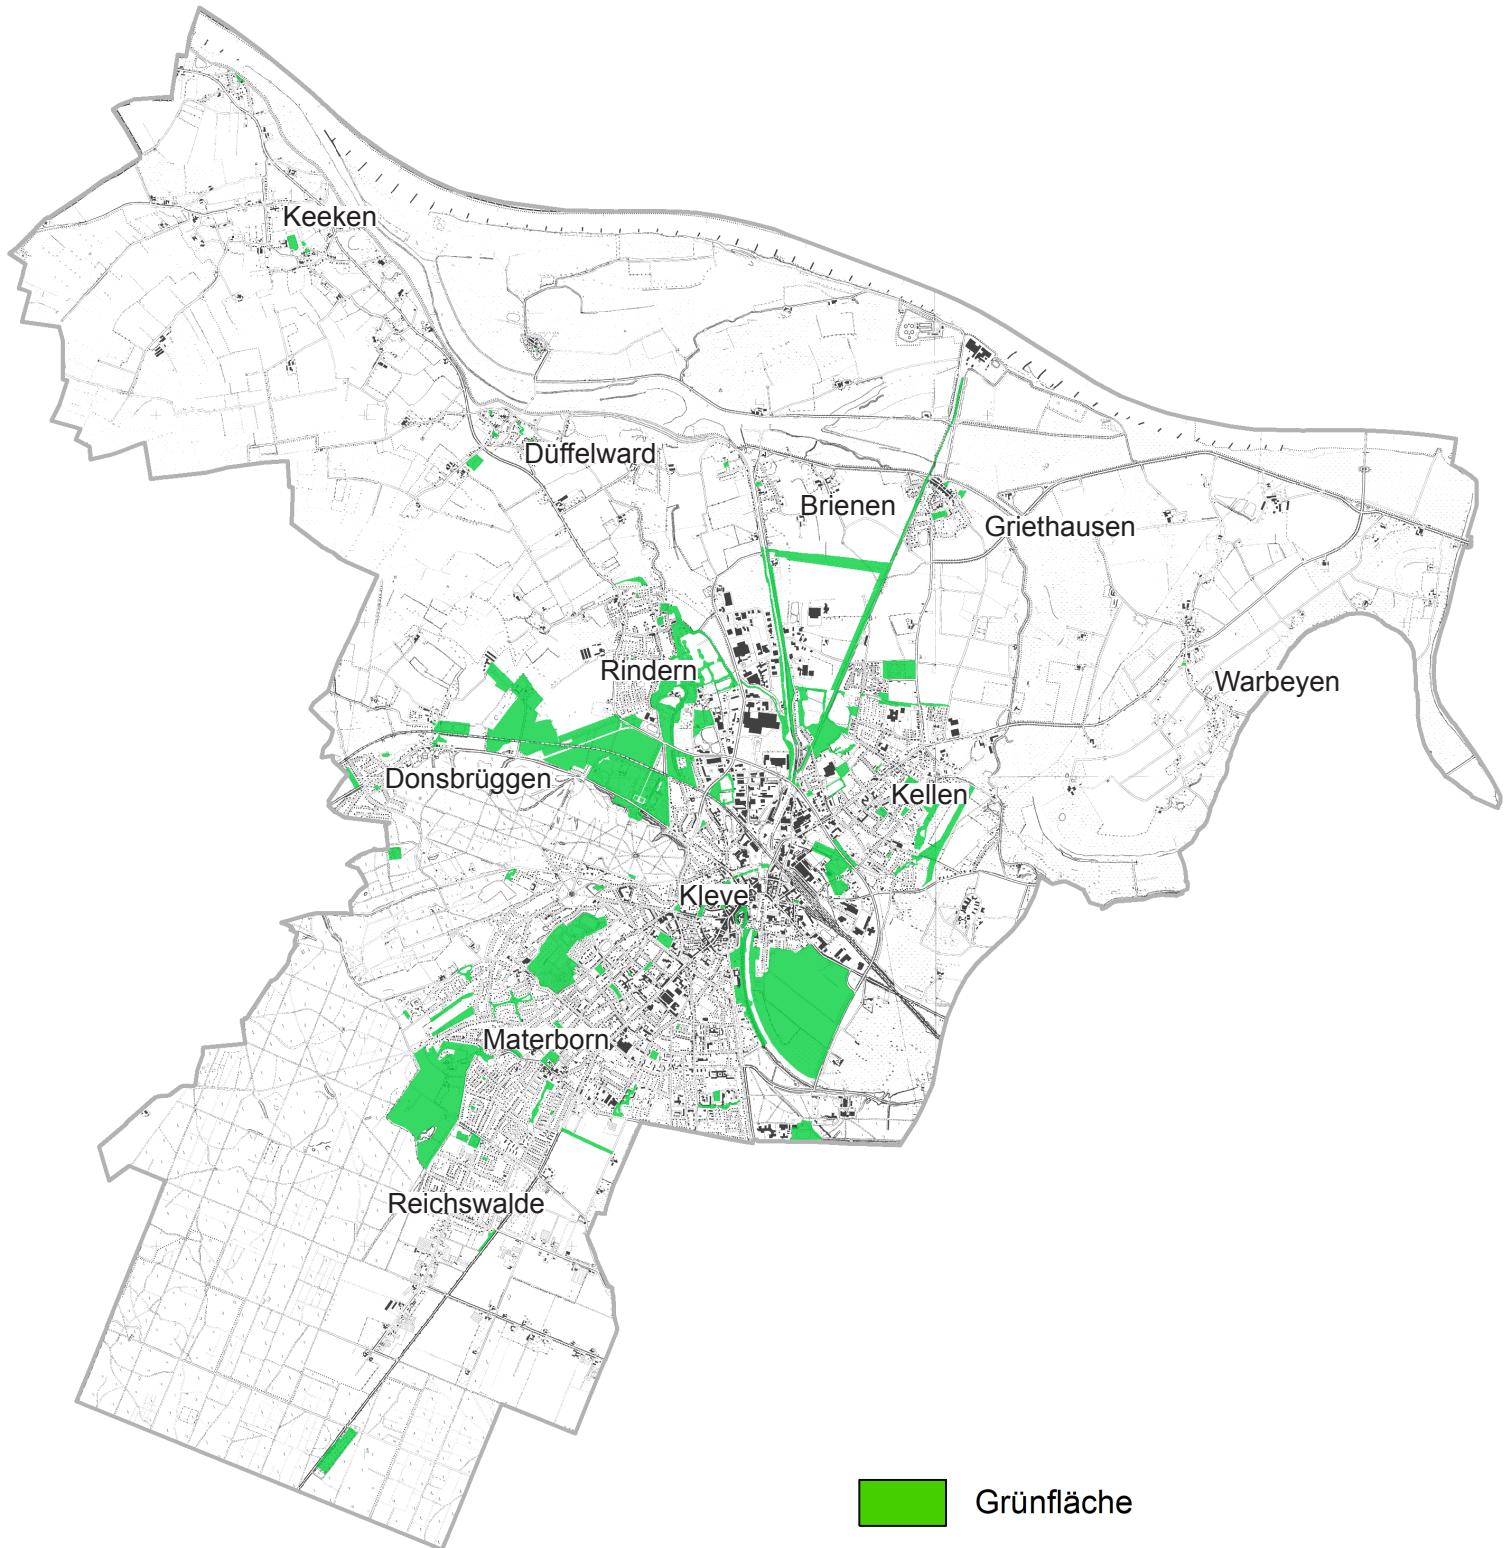 Keeken
Düffelward
Brienen
Griethausen
Rindern
Warbeyen
Donsbrüggen
Kellen
Kleve
Materborn
Reichswalde
Grünfläche